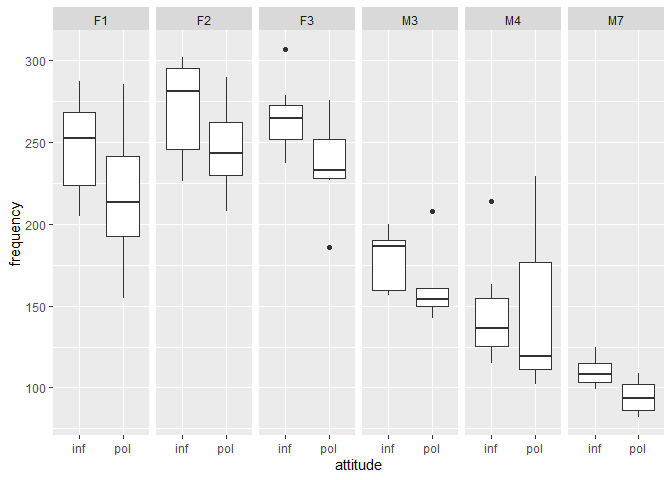 F1 F2 F3 M3 M4 M7
frequency
300
250
200
150
100
inf pol inf pol inf pol inf pol inf pol inf pol
attitude